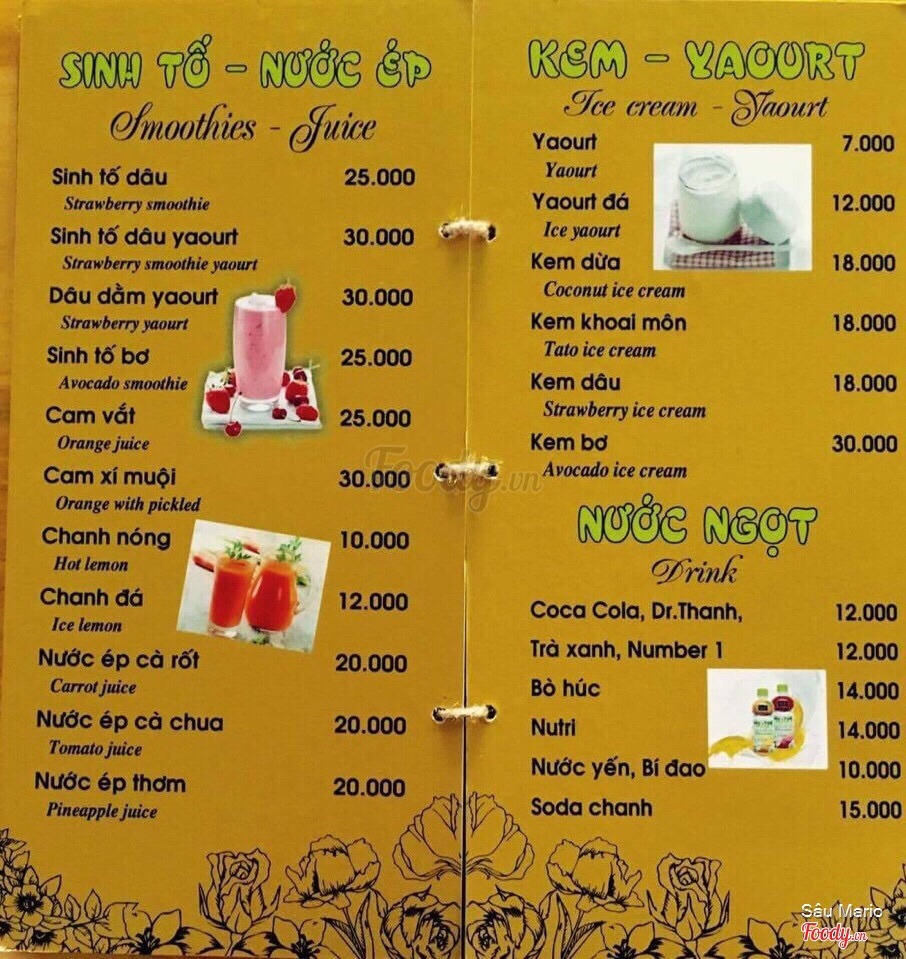 SINH TỐ - NƯỚC ÉP
Smoothies - Juice
Sinh tố dâu 25.000
Strawberry smoothie
Sinh tố dâu yaourt 30.000
Strawberry smoothie yaourt
Dâu dằm yaourt 30.000
Strawberry yaourt
Sinh tố bơ 25.000
Avocado smoothie
Cam vắt 25.000
Orange juice
Cam xí muội 30.000
Orange with pickled
Chanh nóng 10.000
Hot lemon
Chanh đá 12.000
Ice lemon
Nước ép cà rốt 20.000
Carrot juice
Nước ép cà chua 20.000
Tomato juice
Nước ép thơm 20.000
Pineapple juice
KEM - YAOURT
Ice cream - Yaourt
Yaourt 7.000
Yaourt
Yaourt đá 12.000
Ice yaourt
Kem dừa 18.000
Coconut ice cream
Kem khoai môn 18.000
Tato ice cream
Kem dâu 18.000
Strawberry ice cream
Kem bơ 30.000
Avocado ice cream
NƯỚC NGỌT
Drink
Coca Cola, Dr.Thanh, 12.000
Trà xanh, Number 1 12.000
Bò húc 14.000
Nutri 14.000
Nước yến, Bí đao 10.000
Soda chanh 15.000
Foody.vn
Sâu Mario
Foody.vn